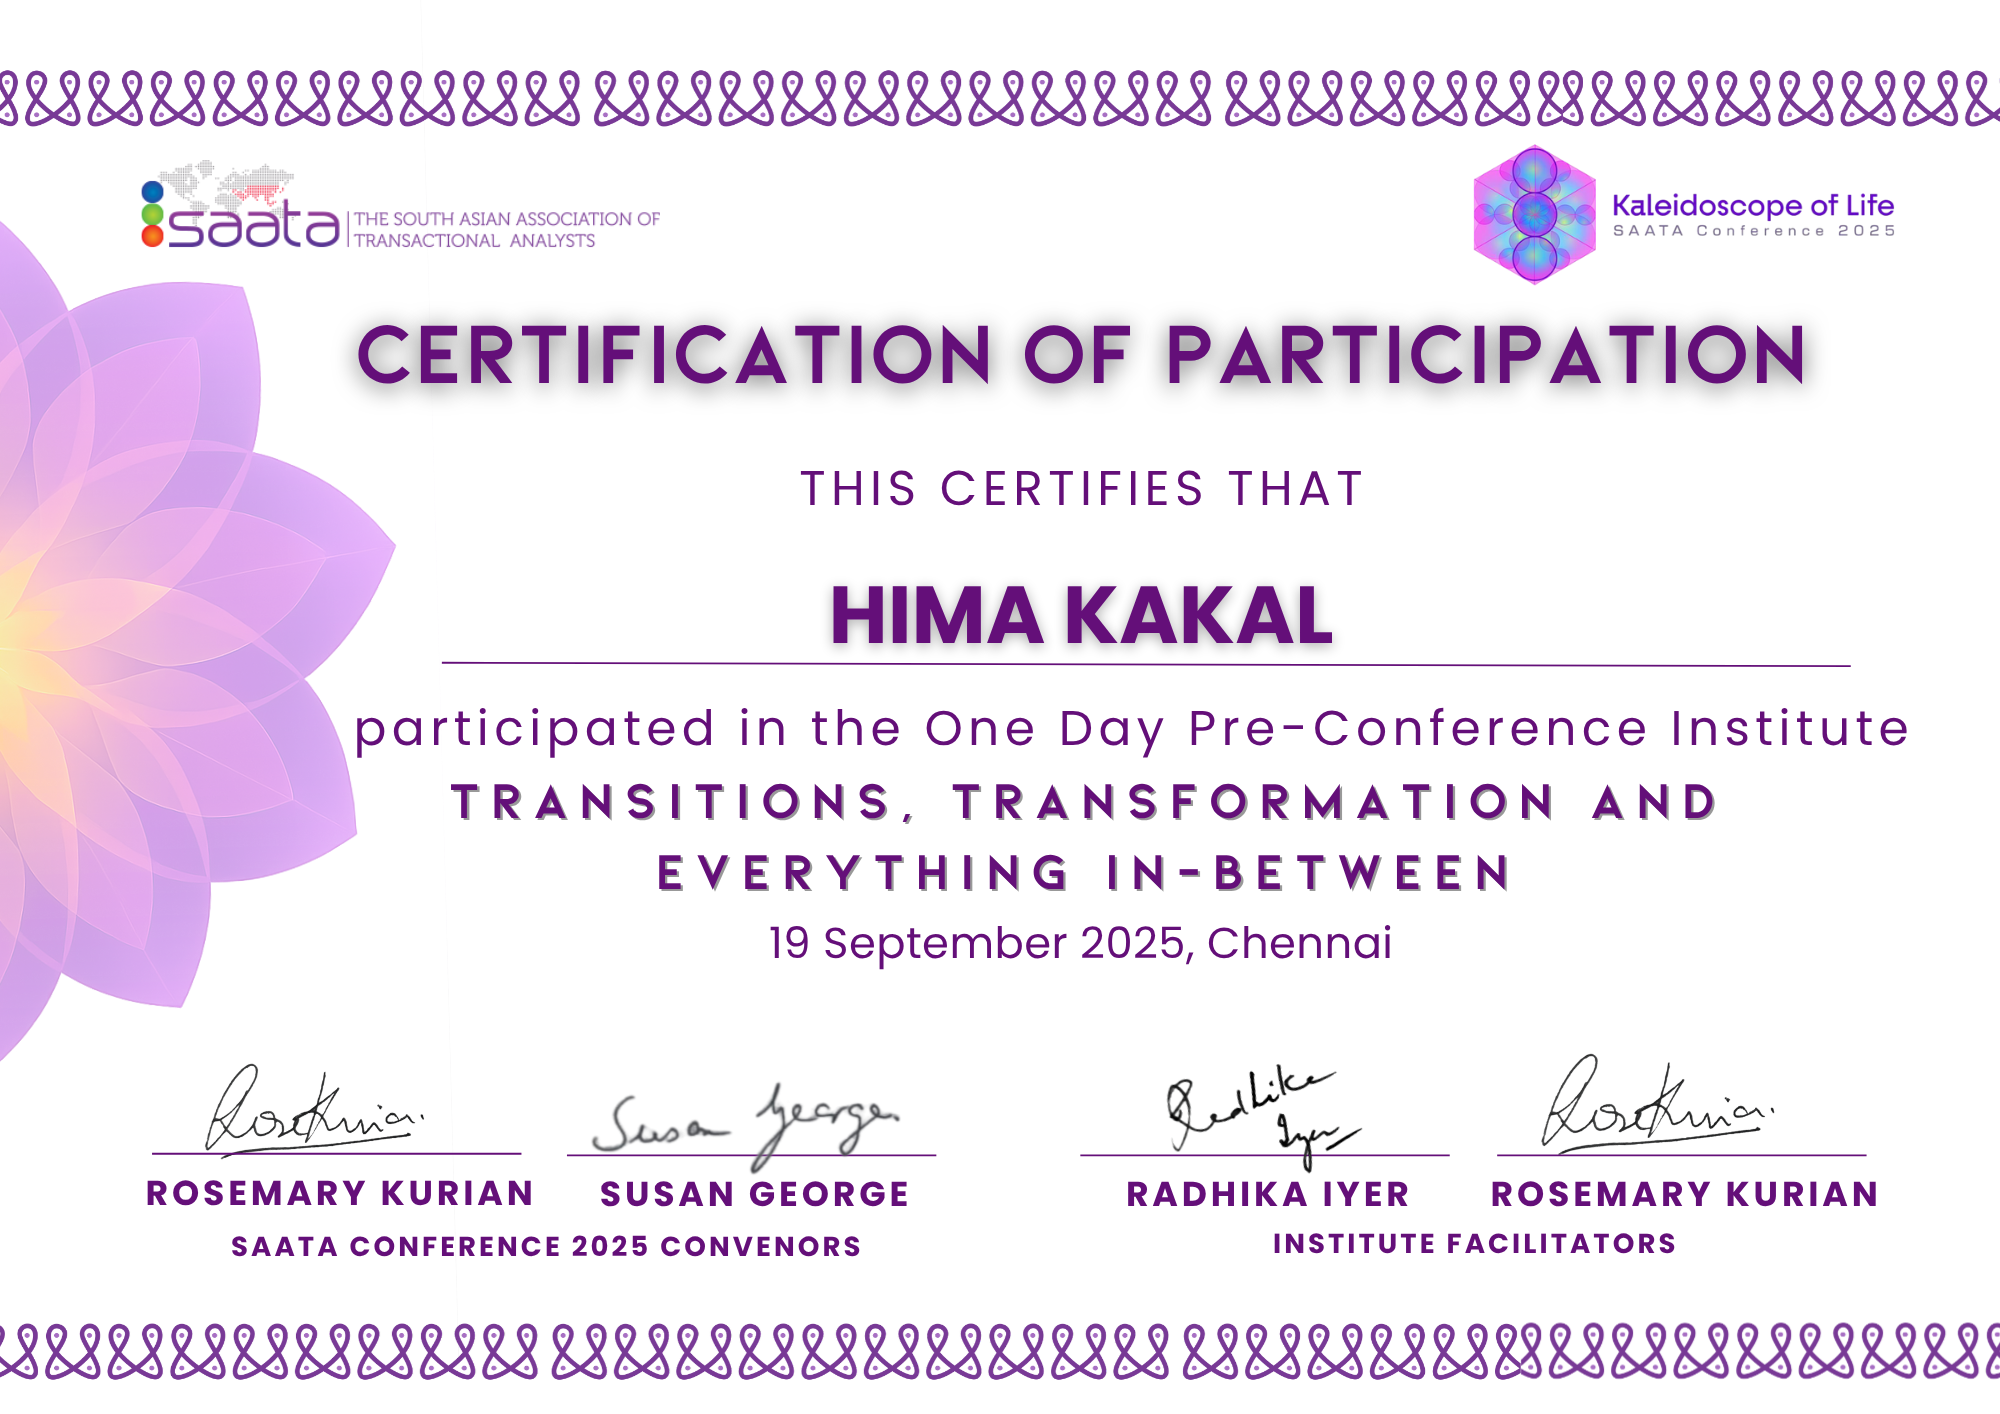 saata
THE SOUTH ASIAN ASSOCIATION OF
TRANSACTIONAL ANALYSTS
Kaleidoscope of Life
SAATA Conference 2025
CERTIFICATION OF PARTICIPATION
THIS CERTIFIES THAT
HIMA KAKAL
participated in the One Day Pre-Conference Institute
TRANSITIONS, TRANSFORMATION AND
EVERYTHING IN-BETWEEN
19 September 2025, Chennai
RoseKurian.
Susan George
Radhika
Iyer
RoseKurian.
ROSEMARY KURIAN
SUSAN GEORGE
RADHIKA IYER
ROSEMARY KURIAN
SAATA CONFERENCE 2025 CONVENORS
INSTITUTE FACILITATORS